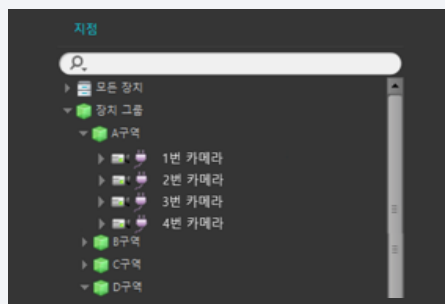 지점
모든 장치
장치 그룹
A구역
1번 카메라
2번 카메라
3번 카메라
4번 카메라
B구역
C구역
D구역